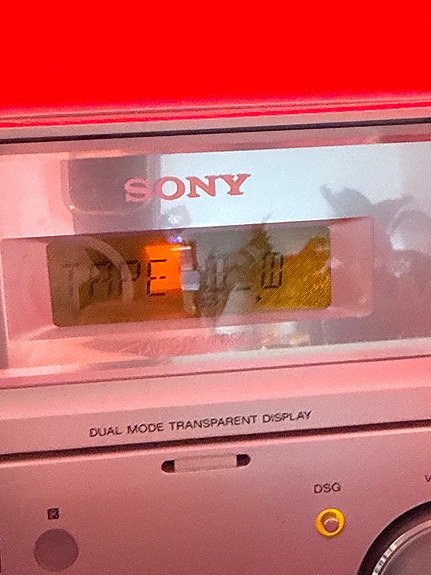 SONY
TAPE
DUAL MODE TRANSPARENT DISPLAY
DSG
V